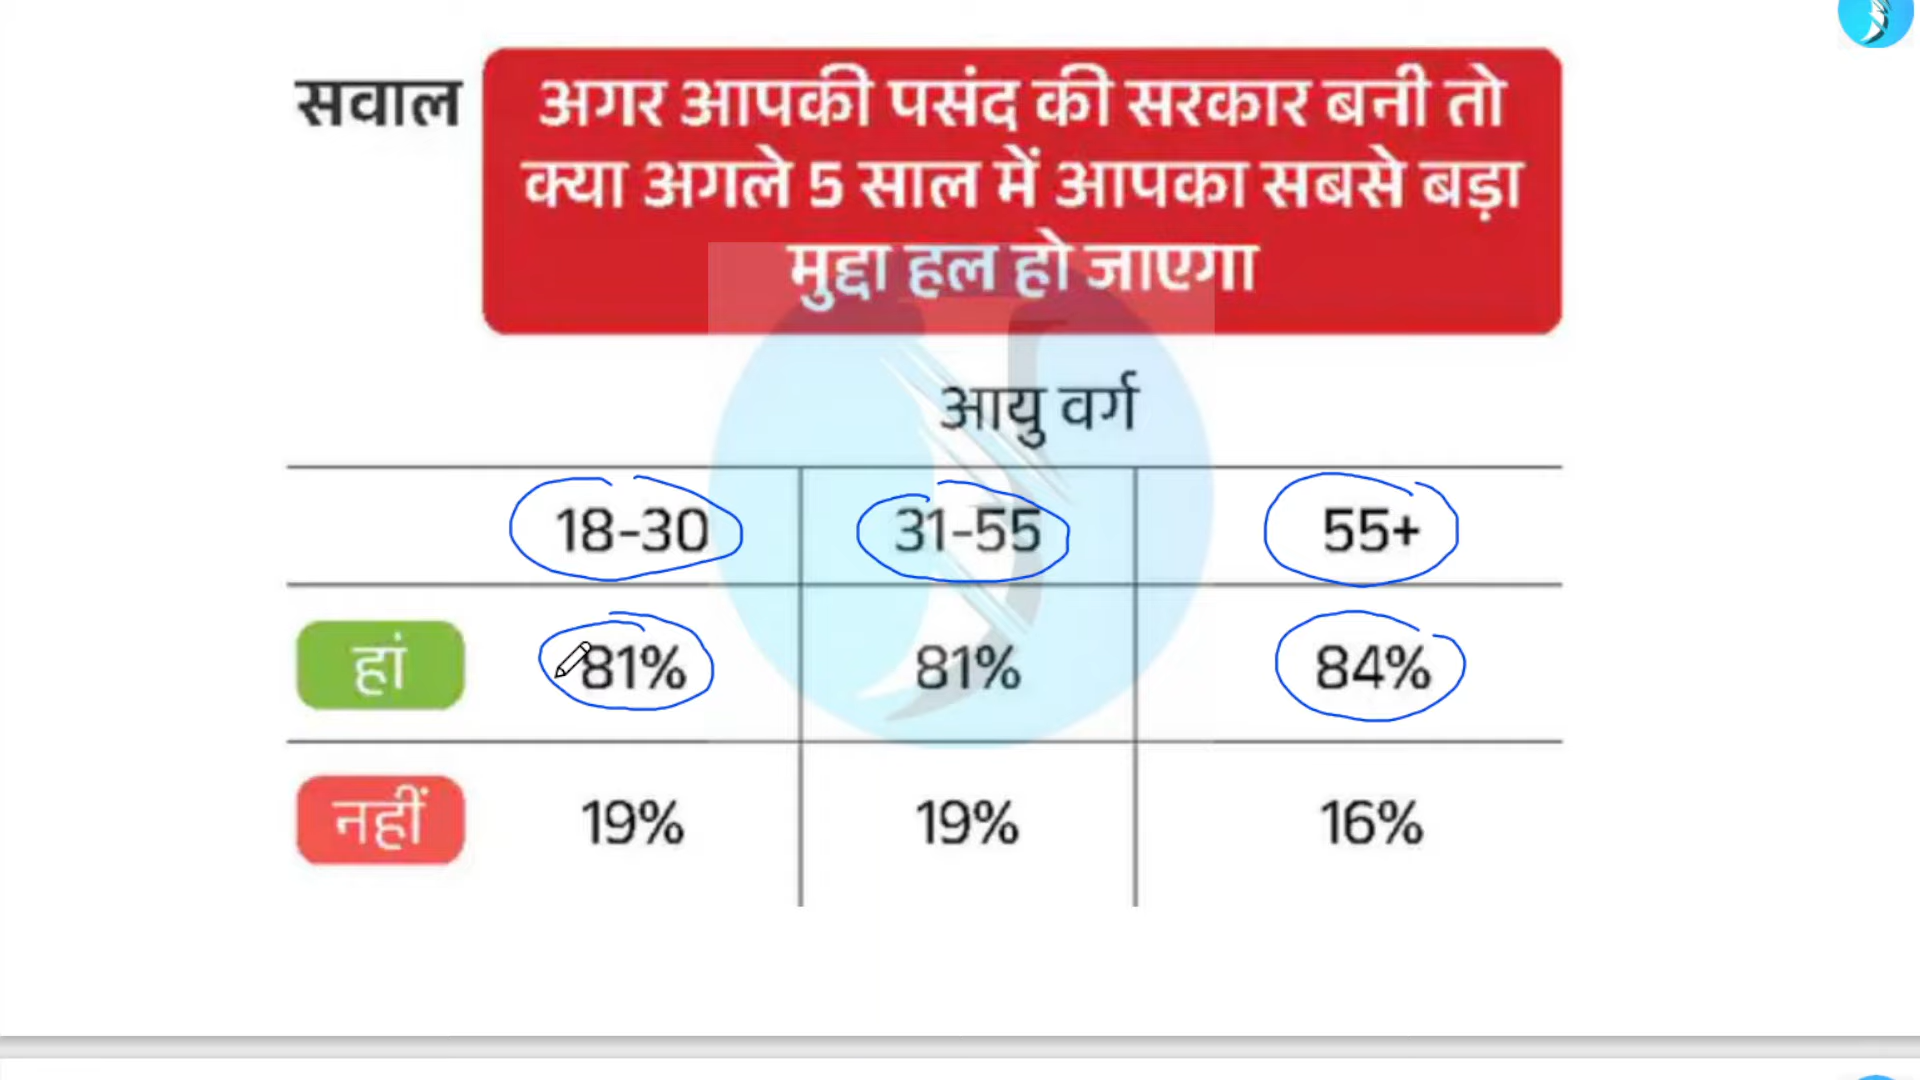 सवाल
अगर आपकी पसंद की सरकार बनी तो
क्या अगले 5 साल में आपका सबसे बड़ा
मुद्दा हल हो जाएगा
आयु वर्ग
18-30 31-55 55+
हां 81% 81% 84%
नहीं 19% 19% 16%